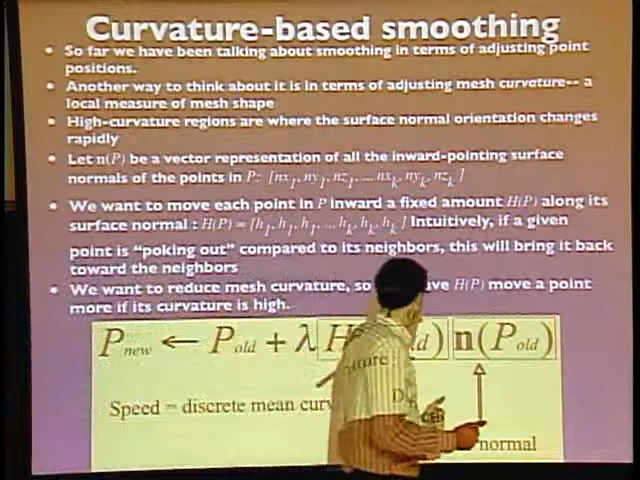 Curvature-based smoothing
• So far we have been talking about smoothing in terms of adjusting point
positions.
• Another way to think about it is in terms of adjusting mesh curvature-- a
local measure of mesh shape
• High-curvature regions are where the surface normal orientation changes
rapidly
• Let n(P) be a vector representation of all the inward-pointing surface
normals of the points in P: [nx₁, ny₁, nz₁, ... nxₖ, nyₖ, nzₖ ]
• We want to move each point in P inward a fixed amount H(P) along its
surface normal : H(P) = [h₁, h₁, h₁, ... hₖ, hₖ, hₖ ] Intuitively, if a given
point is "poking out" compared to its neighbors, this will bring it back
toward the neighbors
• We want to reduce mesh curvature, so H(P) move a point
more if its curvature is high.
P_new ← P_old + λ H d) n(P_old)
Speed = discrete mean curv
normal